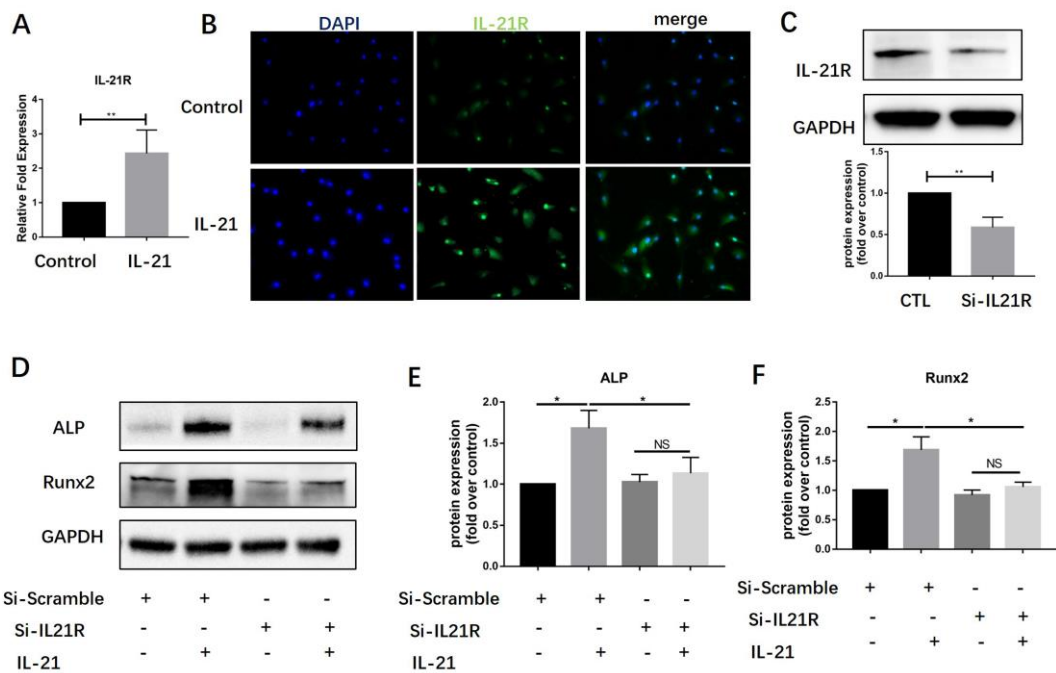 A
IL-21R
Relative Fold Expression
4
3
2
1
0
**
Control IL-21
B
DAPI IL-21R merge
Control
IL-21
C
IL-21R
GAPDH
protein expression
(fold over control)
1.5
1.0
0.5
0.0
**
CTL Si-IL21R
D
ALP
Runx2
GAPDH
Si-Scramble + + - -
Si-IL21R - - + +
IL-21 - + - +
E
ALP
protein expression
(fold over control)
2.0
1.5
1.0
0.5
0.0
* *
NS
Si-Scramble + + - -
Si-IL21R - - + +
IL-21 - + - +
F
Runx2
protein expression
(fold over control)
2.5
2.0
1.5
1.0
0.5
0.0
* *
NS
Si-Scramble + + - -
Si-IL21R - - + +
IL-21 - + - +